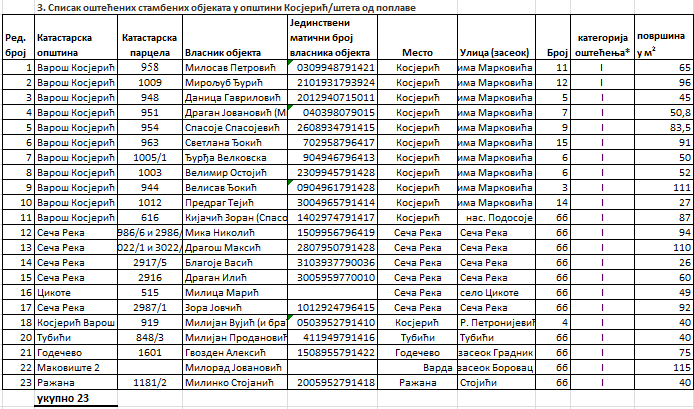 3. Списак оштећених стамбених објеката у општини Косјерић/штета од поплаве
Ред. број Катастарска општина Катастарска парцела Власник објекта Јединствени матични број власника објекта Место Улица (засеок) Број категорија оштећења* површина у м²
1 Варош Косјерић 958 Милосав Петровић 0309948791421 Косјерић има Марковића 11 I 65
2 Варош Косјерић 1009 Мирољуб Ђурић 2101931793924 Косјерић има Марковића 12 I 96
3 Варош Косјерић 948 Даница Гавриловић 2012940715011 Косјерић има Марковића 5 I 45
4 Варош Косјерић 951 Драган Јовановић (М 040398079015 Косјерић има Марковића 7 I 50,8
5 Варош Косјерић 954 Спасоје Спасојевић 2608934791415 Косјерић има Марковића 9 I 83,5
6 Варош Косјерић 963 Светлана Ђокић 702958796417 Косјерић има Марковића 15 I 91
7 Варош Косјерић 1005/1 Ђурђа Велковска 904946796413 Косјерић има Марковића 6 I 50
8 Варош Косјерић 1003 Велимир Остојић 2309945791428 Косјерић има Марковића 6 I 52
9 Варош Косјерић 944 Велисав Ђокић 0904961791428 Косјерић има Марковића 3 I 111
10 Варош Косјерић 1012 Предраг Тејић 3004965791414 Косјерић има Марковића 14 I 27
11 Варош Косјерић 616 Кијачић Зоран (Спасо 1402974791417 Косјерић нас. Подосоје бб I 87
12 Сеча Река 986/6 и 2986/ Мика Николић 1509956796419 Сеча Река Сеча Река бб I 94
13 Сеча Река 022/1 и 3022/ Драгош Максић 2807950791428 Сеча Река Сеча Река бб I 110
14 Сеча Река 2917/5 Благоје Васић 3103937790036 Сеча Река Сеча Река бб I 26
15 Сеча Река 2916 Драган Илић 3005959770010 Сеча Река Сеча Река бб I 60
16 Цикоте 515 Милица Марић Сеча Река село Цикоте бб I 49
17 Сеча Река 2987/1 Зора Јовчић 1012924796415 Сеча Река Сеча Река бб I 92
18 Косјерић Варош 919 Милијан Вујић (и бра 0503952791410 Косјерић Р. Петронијевић 4 I 40
20 Тубићи 848/3 Милијан Продановић 411949791416 Тубићи Тубићи бб I 40
21 Годечево 1601 Гвозден Алексић 1508955791422 Годечево засеок Градник бб I 75
22 Маковиште 2 Милорад Јовановић Варда засеок Боровац бб I 115
23 Ражана 1181/2 Милинко Стојанић 2005952791418 Ражана Стојићи бб I 40
укупно 23